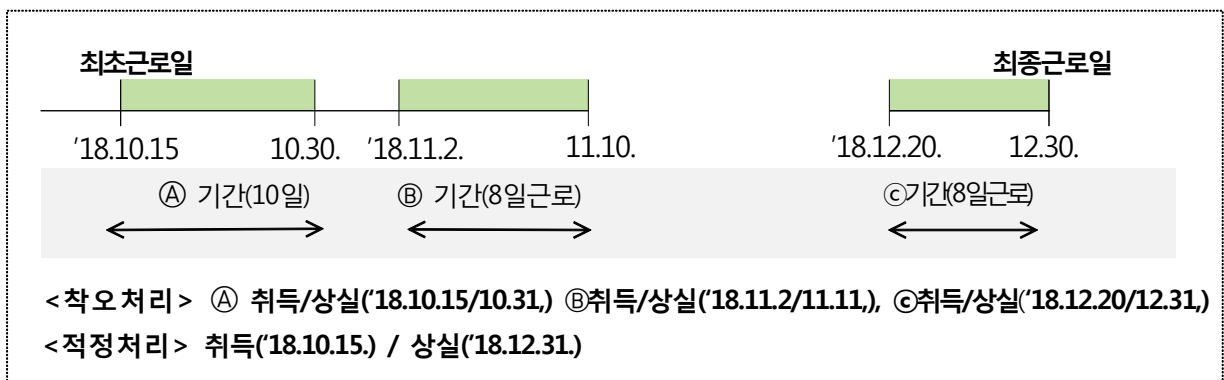 최초근로일 최종근로일
'18.10.15 10.30. '18.11.2. 11.10. '18.12.20. 12.30.
Ⓐ 기간(10일) Ⓑ 기간(8일근로) ⓒ기간(8일근로)
<착오처리> Ⓐ 취득/상실('18.10.15/10.31,) Ⓑ취득/상실('18.11.2/11.11,), ⓒ취득/상실('18.12.20/12.31,)
<적정처리> 취득('18.10.15.) / 상실('18.12.31.)